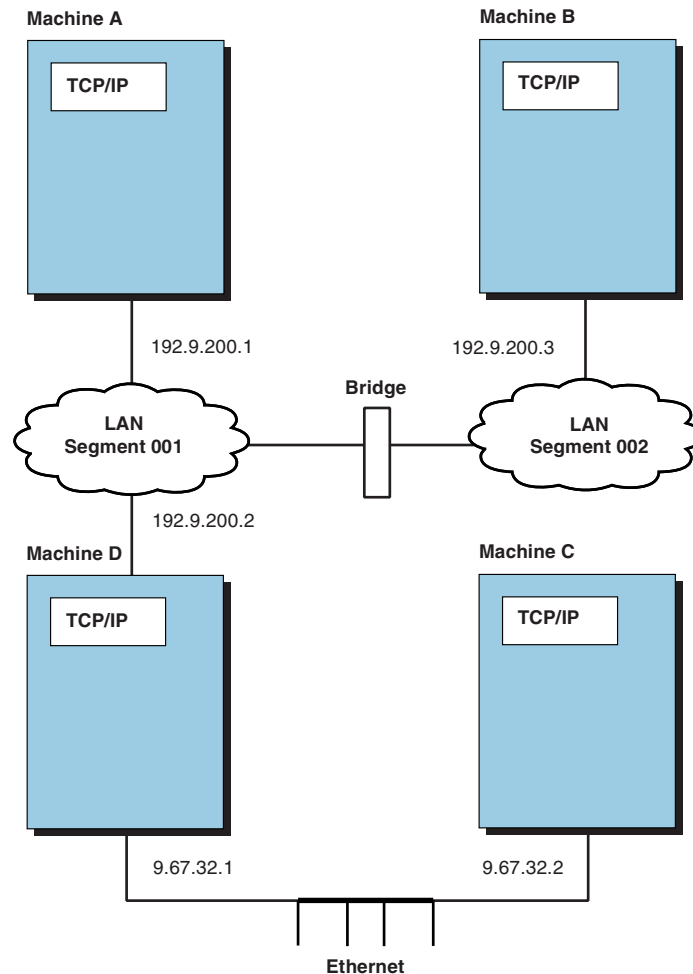 Machine A
Machine B
TCP/IP
TCP/IP
192.9.200.1
192.9.200.3
Bridge
LAN
Segment 001
LAN
Segment 002
192.9.200.2
Machine D
Machine C
TCP/IP
TCP/IP
9.67.32.1
9.67.32.2
Ethernet